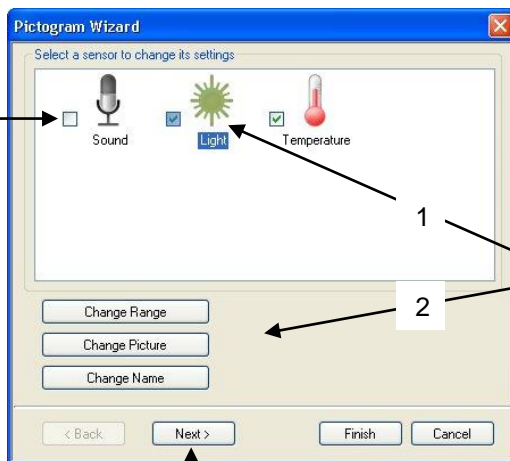 Pictogram Wizard
Select a sensor to change its settings
Sound
Light
Temperature
1
2
Change Range
Change Picture
Change Name
< Back
Next >
Finish
Cancel